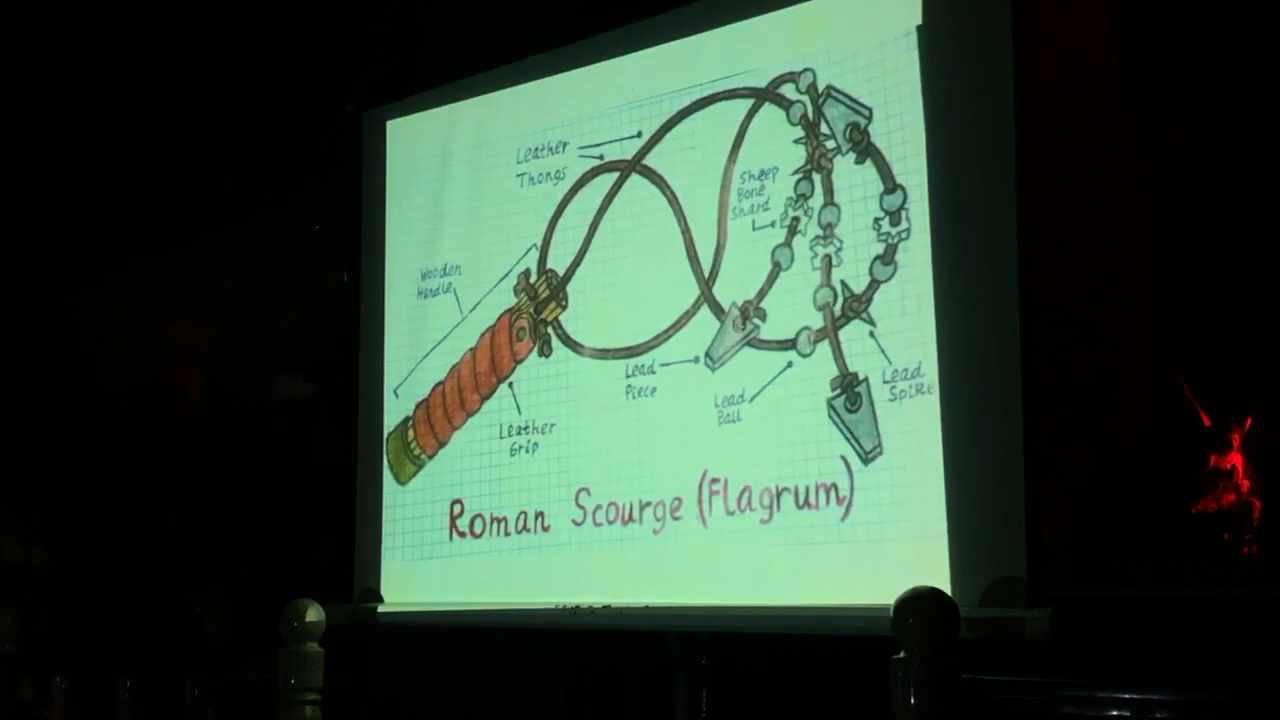 Leather
Thongs
Sheep
Bone
Shard
Wooden
Handle
Lead
Piece
Lead
Ball
Lead
Spike
Leather
Grip
Roman Scourge (Flagrum)